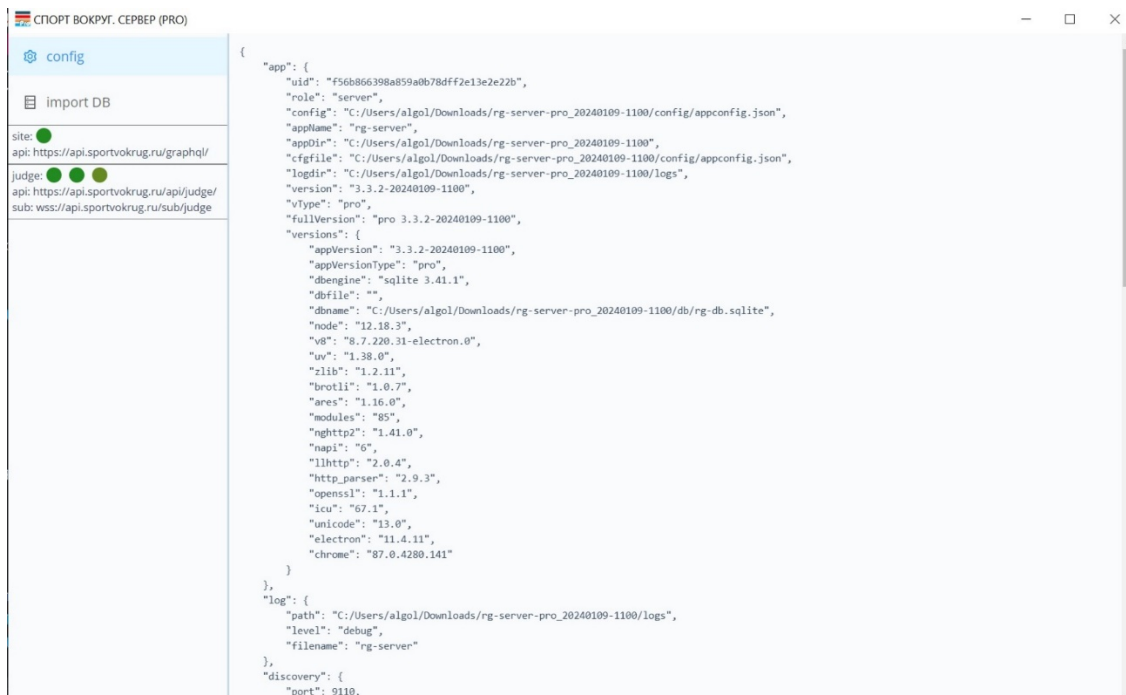 СПОРТ ВОКРУГ. СЕРВЕР (PRO)
config
import DB
site:
api: https://api.sportvokrug.ru/graphql/
judge:
api: https://api.sportvokrug.ru/api/judge/
sub: wss://api.sportvokrug.ru/sub/judge
{
"app": {
"uid": "f56b866398a859a0b78dff2e13e2e22b",
"role": "server",
"config": "C:/Users/algol/Downloads/rg-server-pro_20240109-1100/config/appconfig.json",
"appName": "rg-server",
"appDir": "C:/Users/algol/Downloads/rg-server-pro_20240109-1100",
"cfgfile": "C:/Users/algol/Downloads/rg-server-pro_20240109-1100/config/appconfig.json",
"logdir": "C:/Users/algol/Downloads/rg-server-pro_20240109-1100/logs",
"version": "3.3.2-20240109-1100",
"vType": "pro",
"fullVersion": "pro 3.3.2-20240109-1100",
"versions": {
"appVersion": "3.3.2-20240109-1100",
"appVersionType": "pro",
"dbengine": "sqlite 3.41.1",
"dbfile": "",
"dbname": "C:/Users/algol/Downloads/rg-server-pro_20240109-1100/db/rg-db.sqlite",
"node": "12.18.3",
"v8": "8.7.220.31-electron.0",
"uv": "1.38.0",
"zlib": "1.2.11",
"brotli": "1.0.7",
"ares": "1.16.0",
"modules": "85",
"nghttp2": "1.41.0",
"napi": "6",
"llhttp": "2.0.4",
"http_parser": "2.9.3",
"openssl": "1.1.1",
"icu": "67.1",
"unicode": "13.0",
"electron": "11.4.11",
"chrome": "87.0.4280.141"
}
},
"log": {
"path": "C:/Users/algol/Downloads/rg-server-pro_20240109-1100/logs",
"level": "debug",
"filename": "rg-server"
},
"discovery": {
"port": 9110,